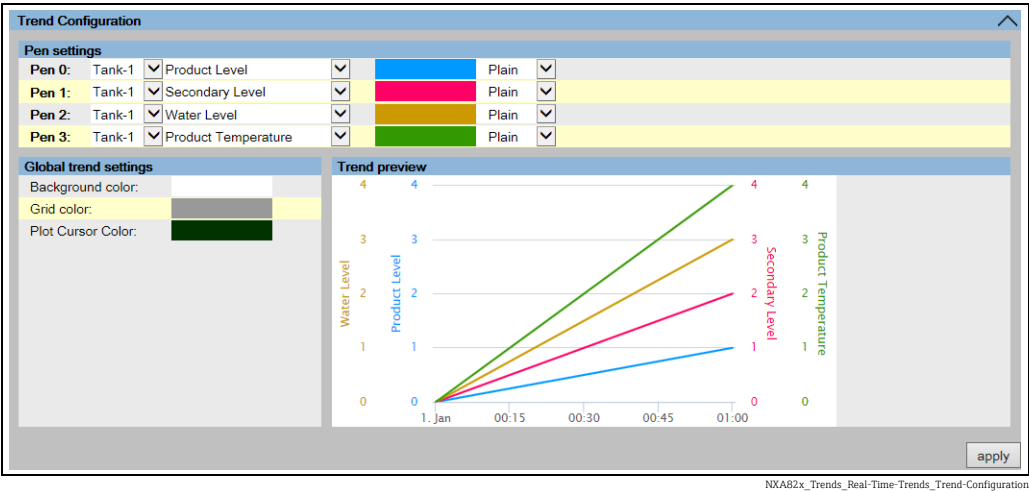 Trend Configuration
Pen settings
Pen 0: Tank-1 Product Level Plain
Pen 1: Tank-1 Secondary Level Plain
Pen 2: Tank-1 Water Level Plain
Pen 3: Tank-1 Product Temperature Plain
Global trend settings
Background color:
Grid color:
Plot Cursor Color:
Trend preview
4 4 4 4
3 3 3 3
2 2 2 2
1 1 1 1
0 0 0 0
Water Level
Product Level
Secondary Level
Product Temperature
1. Jan 00:15 00:30 00:45 01:00
apply
NXA82x_Trends_Real-Time-Trends_Trend-Configuration